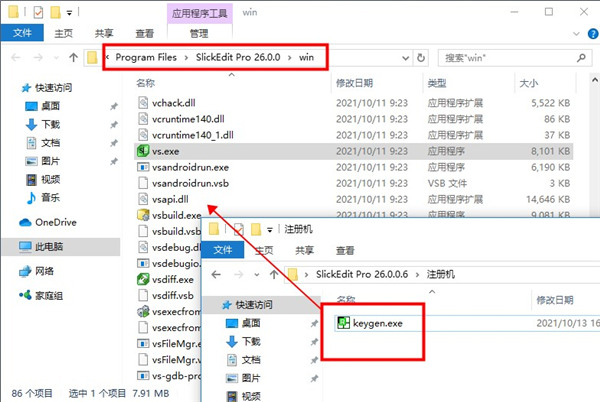 应用程序工具 win
文件 主页 共享 查看 管理
Program Files > SlickEdit Pro 26.0.0 > win 搜索"win"
名称 修改日期 类型 大小
快速访问
桌面
下载
文档
图片
视频
音乐
OneDrive
此电脑
网络
家庭组
vchack.dll 2021/10/11 9:23 应用程序扩展 5,522 KB
vcruntime140.dll 2021/10/11 9:23 应用程序扩展 86 KB
vcruntime140_1.dll 2021/10/11 9:23 应用程序扩展 37 KB
vs.exe 2021/10/11 9:23 应用程序 8,101 KB
vsandroidrun.exe 2021/10/11 9:23 应用程序 6,190 KB
vsandroidrun.vsb 2021/10/11 9:23 VSB 文件 3 KB
vsapi.dll 2021/10/11 9:23 应用程序扩展 14,646 KB
vsbuild.exe 2021/10/11 9:23 应用程序 9,081 KB
vsbuild.vsb
vsdebug.dll
vsdebugio.
vsdiff.exe
vsdiff.vsb
vsexecfrom
vsexecfrom
vsFileMgr.e
vsFileMgr.v
vs-gdb-pro
86 个项目 选中 1 个项目 7.91 MB
注册机
文件 主页 共享 查看
SlickEdit Pro 26.0.0.6 > 注册机
名称 修改日期
快速访问
桌面
下载
文档
图片
视频
keygen.exe 2021/10/13 16